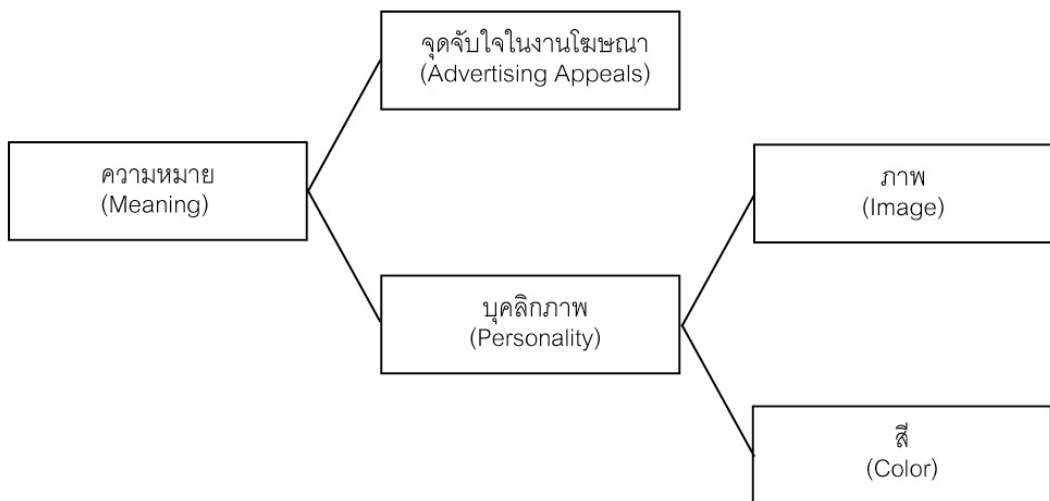 จุดจับใจในงานโฆษณา
(Advertising Appeals)
ความหมาย
(Meaning)
ภาพ
(Image)
บุคลิกภาพ
(Personality)
สี
(Color)